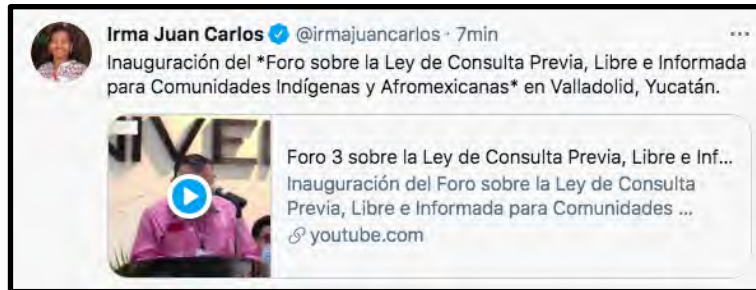 Irma Juan Carlos @irmajuancarlos · 7min
Inauguración del *Foro sobre la Ley de Consulta Previa, Libre e Informada
para Comunidades Indígenas y Afromexicanas* en Valladolid, Yucatán.
NIVE
Foro 3 sobre la Ley de Consulta Previa, Libre e Inf...
Inauguración del Foro sobre la Ley de Consulta
Previa, Libre e Informada para Comunidades ...
youtube.com